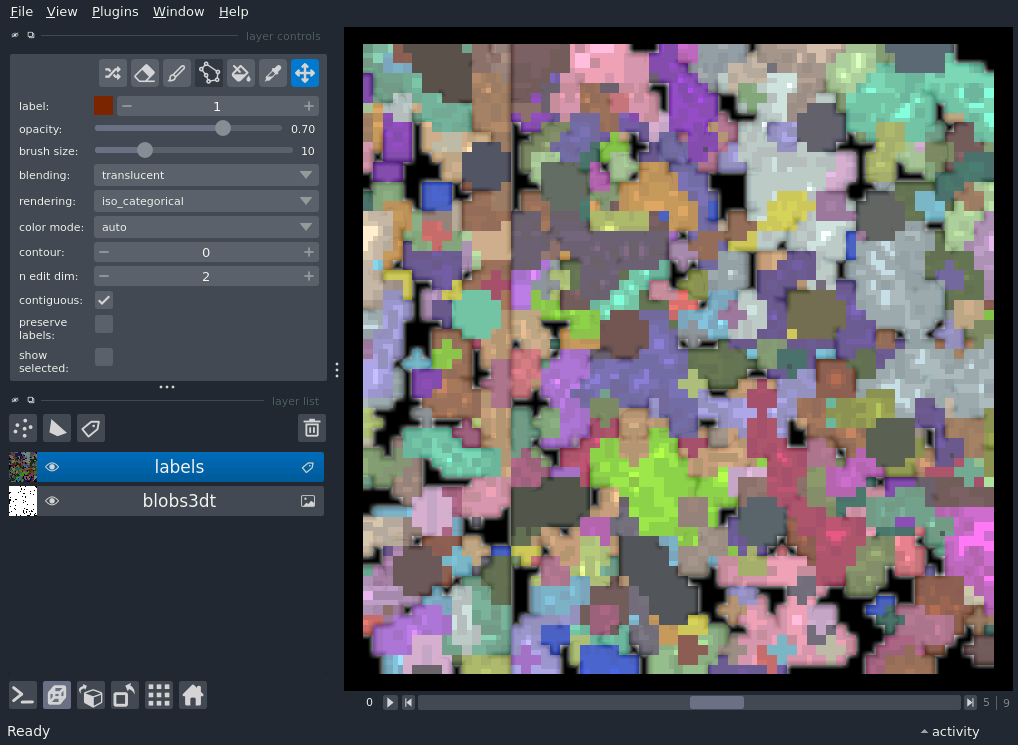 File View Plugins Window Help
layer controls
label: 1
opacity: 0.70
brush size: 10
blending: translucent
rendering: iso_categorical
color mode: auto
contour: 0
n edit dim: 2
contiguous:
preserve
labels:
show
selected:
layer list
labels
blobs3dt
0 5 | 9
Ready activity